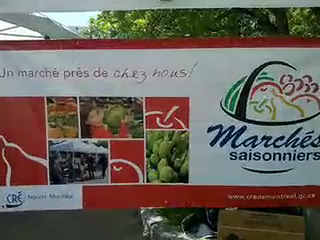 Un marché près de chez nous!
Marchés
saisonniers
CRÉ
www.credemontreal.qc.ca